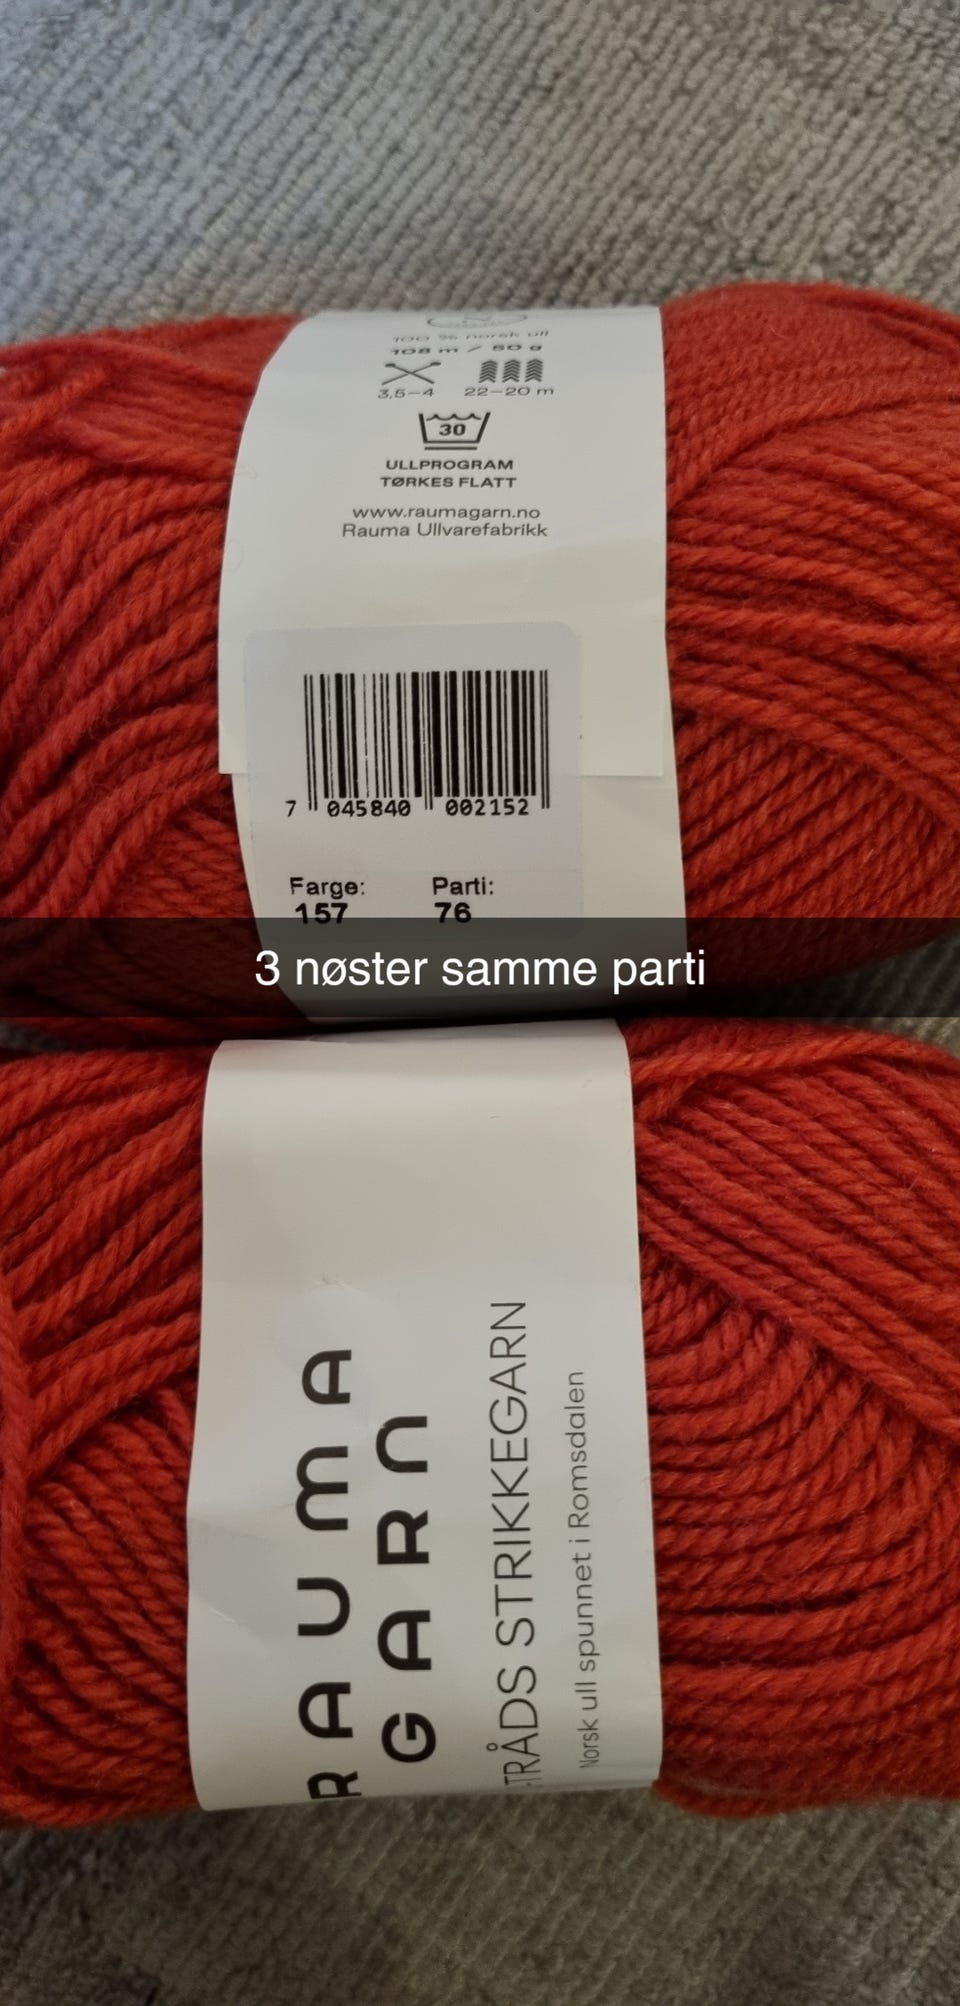 100 % norsk ull
108 m / 50 g
3,5–4 22–20 m
30
ULLPROGRAM
TØRKES FLATT
www.raumagarn.no
Rauma Ullvarefabrikk
7 045840 002152
Farge: Parti:
157 76
3 nøster samme parti
RAUMA
GARN
TRÅDS STRIKKEGARN
Norsk ull spunnet i Romsdalen